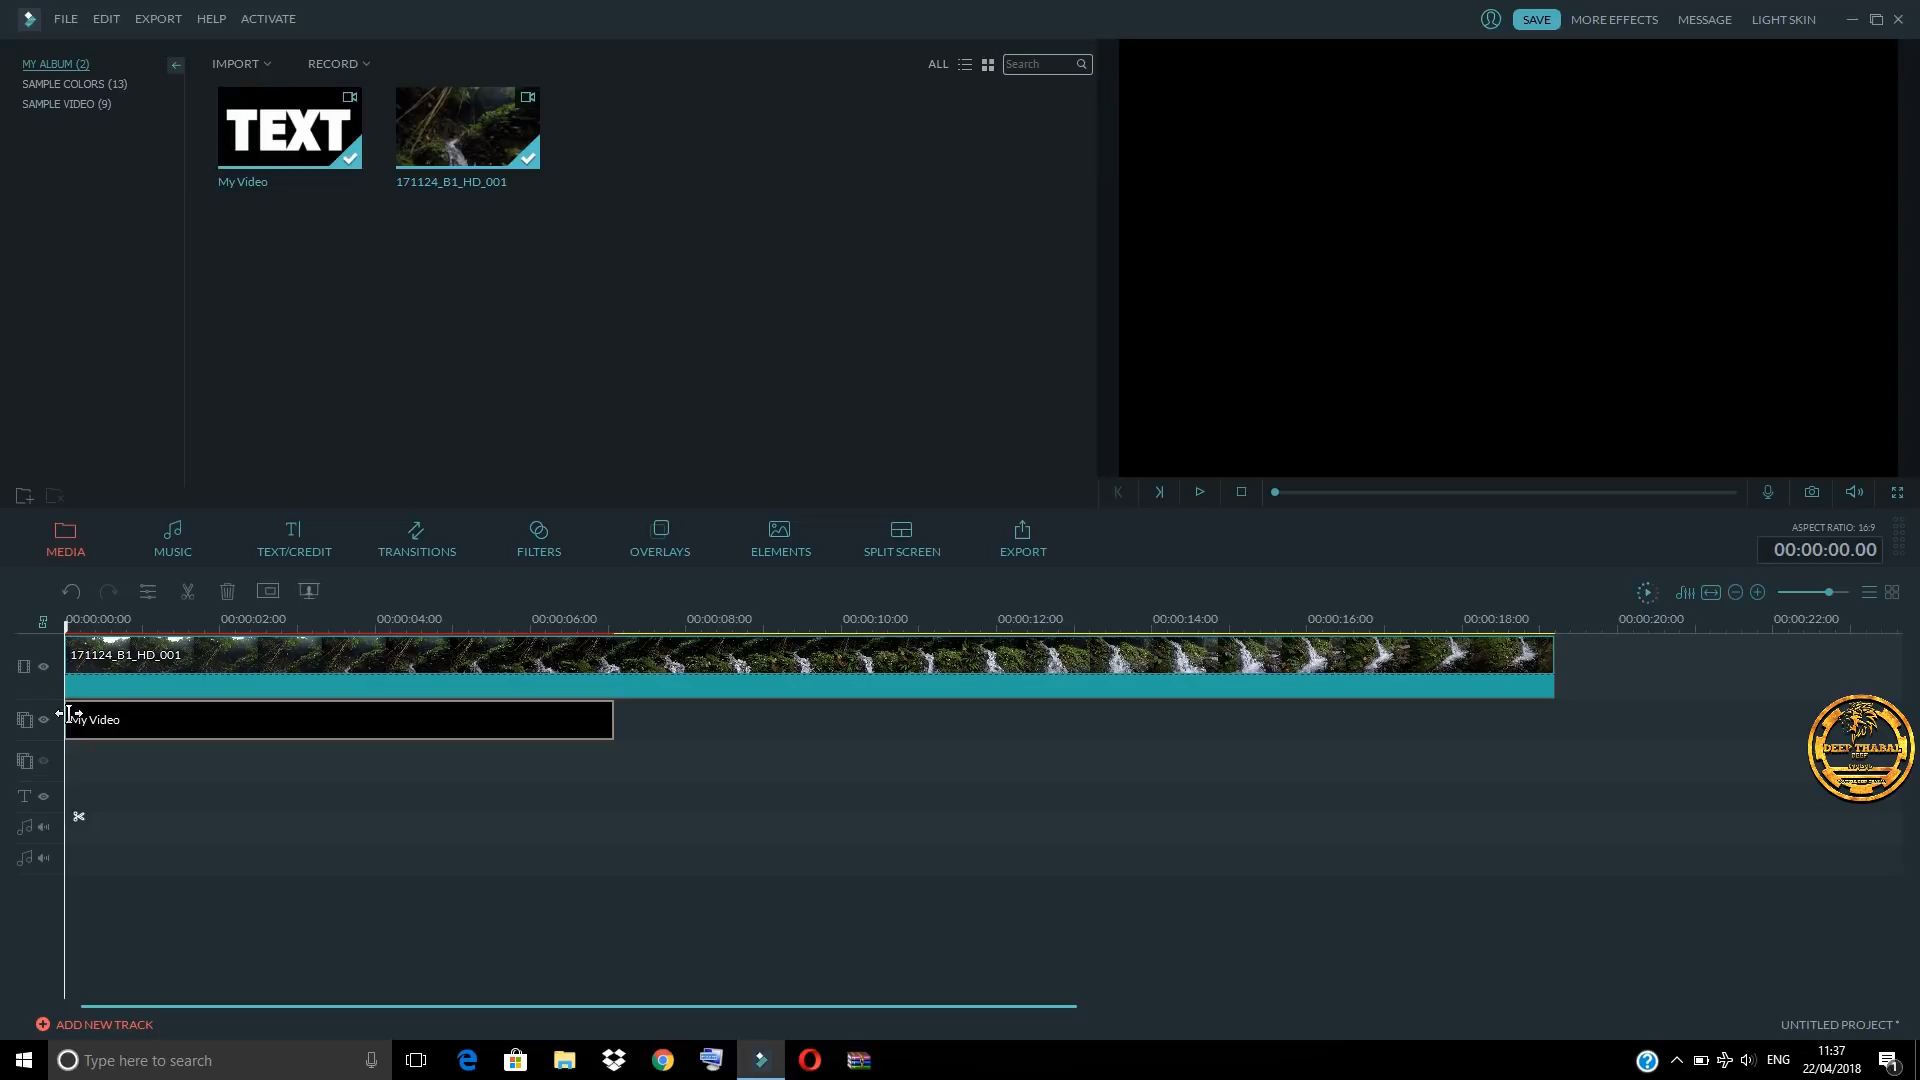 FILE EDIT EXPORT HELP ACTIVATE
SAVE MORE EFFECTS MESSAGE LIGHT SKIN
MY ALBUM (2)
SAMPLE COLORS (13)
SAMPLE VIDEO (9)
IMPORT RECORD
ALL Search
TEXT
My Video
171124_B1_HD_001
MEDIA MUSIC TEXT/CREDIT TRANSITIONS FILTERS OVERLAYS ELEMENTS SPLIT SCREEN EXPORT
ASPECT RATIO: 16:9
00:00:00.00
00:00:00:00 00:00:02:00 00:00:04:00 00:00:06:00 00:00:08:00 00:00:10:00 00:00:12:00 00:00:14:00 00:00:16:00 00:00:18:00 00:00:20:00 00:00:22:00
171124_B1_HD_001
My Video
DEEP THABAL
DEEP
ADD NEW TRACK
UNTITLED PROJECT *
Type here to search
ENG
11:37
22/04/2018
1